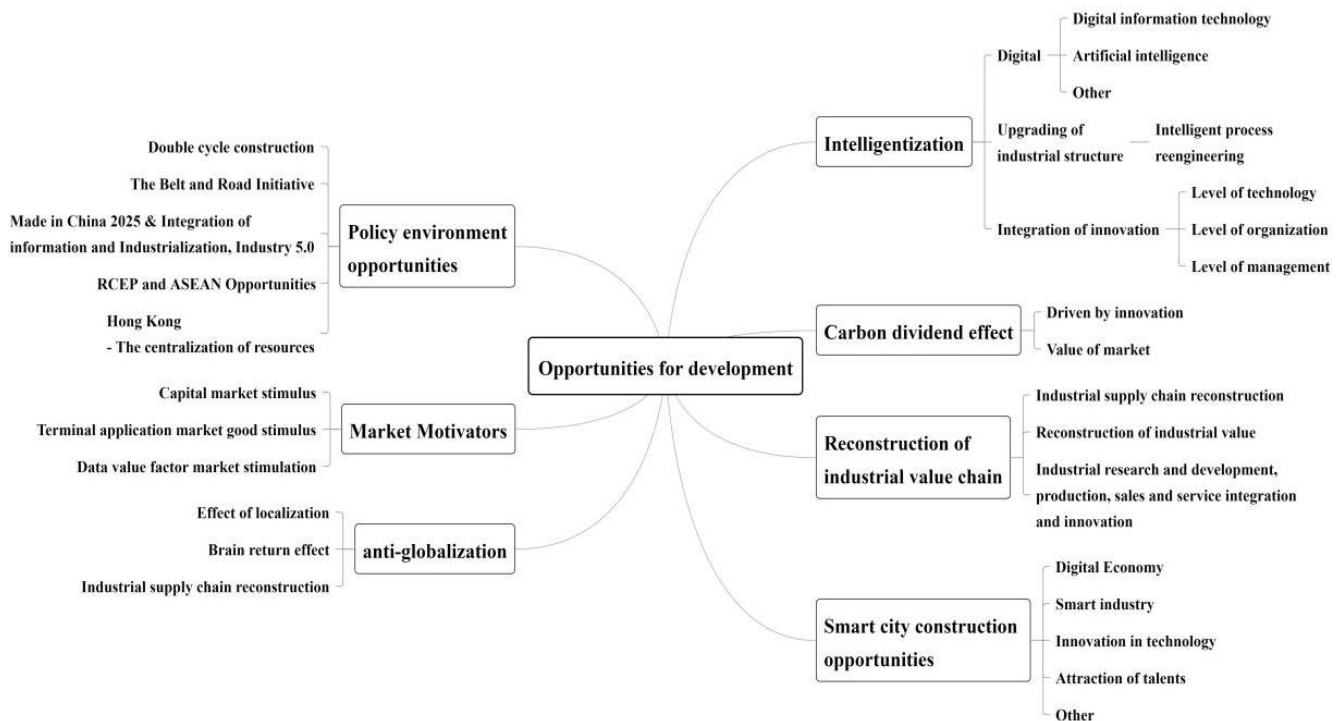 Opportunities for development
Policy environment
opportunities
Double cycle construction
The Belt and Road Initiative
Made in China 2025 & Integration of
information and Industrialization, Industry 5.0
RCEP and ASEAN Opportunities
Hong Kong
- The centralization of resources
Market Motivators
Capital market stimulus
Terminal application market good stimulus
Data value factor market stimulation
anti-globalization
Effect of localization
Brain return effect
Industrial supply chain reconstruction
Intelligentization
Digital
Digital information technology
Artificial intelligence
Other
Upgrading of
industrial structure
Intelligent process
reengineering
Integration of innovation
Level of technology
Level of organization
Level of management
Carbon dividend effect
Driven by innovation
Value of market
Reconstruction of
industrial value chain
Industrial supply chain reconstruction
Reconstruction of industrial value
Industrial research and development,
production, sales and service integration
and innovation
Smart city construction
opportunities
Digital Economy
Smart industry
Innovation in technology
Attraction of talents
Other